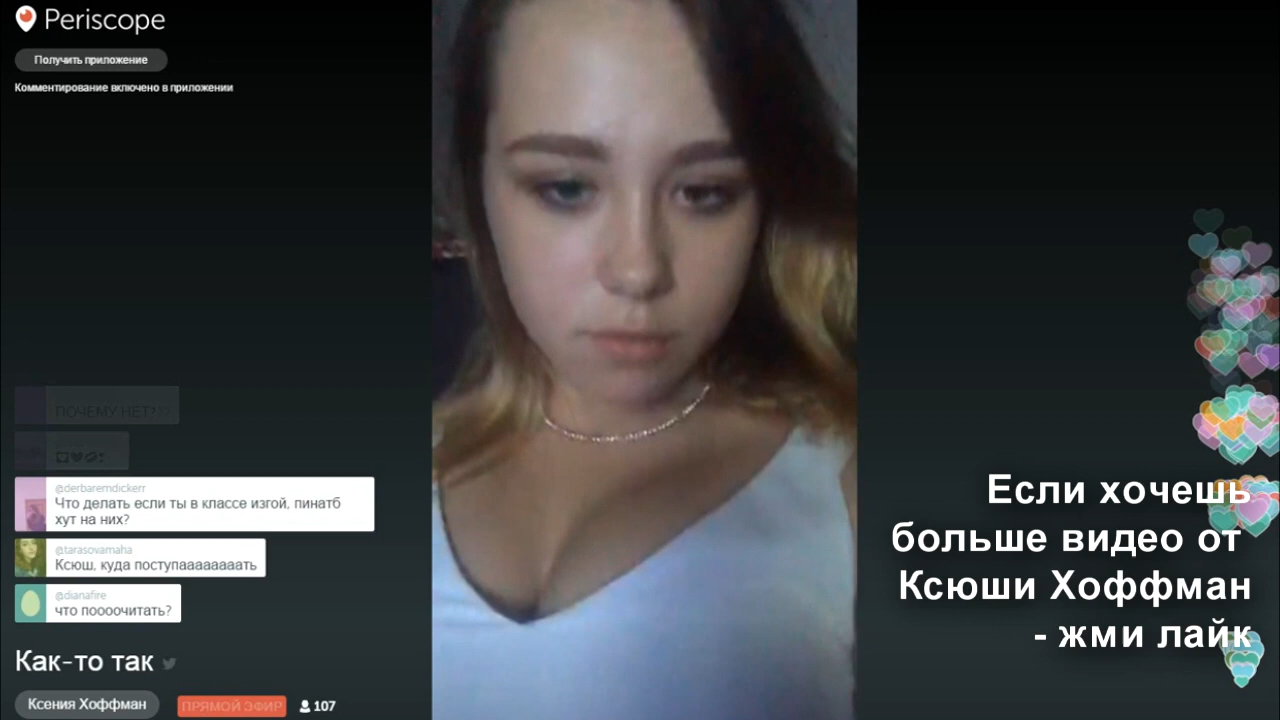 Periscope
Получить приложение
Комментирование включено в приложении
ПОЧЕМУ НЕТ?
@derbaremdickerr
Что делать если ты в классе изгой, пинатб
хут на них?
@tarasovamaha
Ксюш, куда поступаааааааать
@dianafire
что поооочитать?
Как-то так
Ксения Хоффман
ПРЯМОЙ ЭФИР
107
Если хочешь
больше видео от
Ксюши Хоффман
- жми лайк